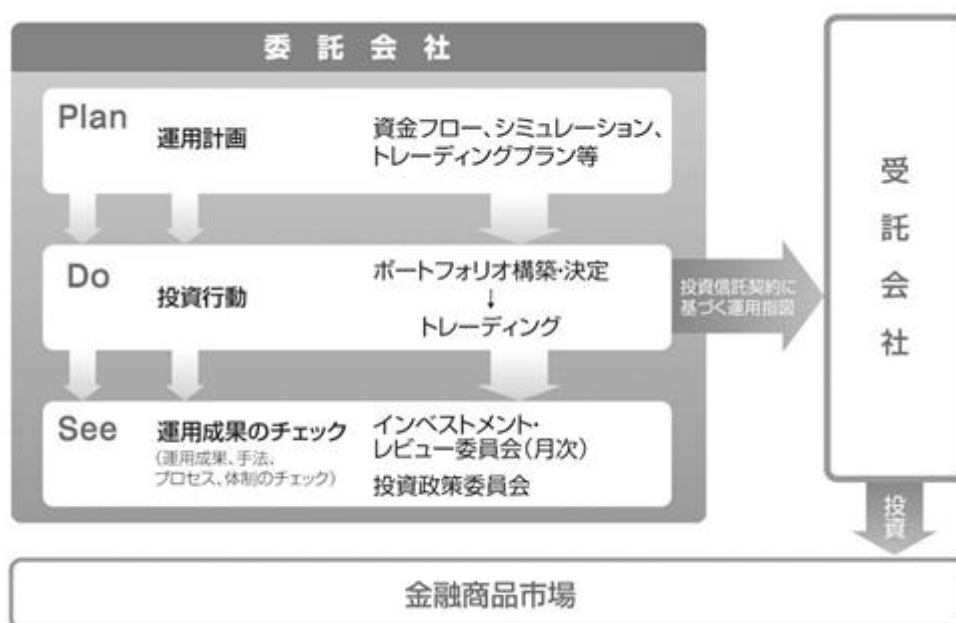 委託会社
Plan
運用計画
資金フロー、シミュレーション、
トレーディングプラン等
Do
投資行動
ポートフォリオ構築・決定
↓
トレーディング
See
運用成果のチェック
(運用成果、手法、
プロセス、体制のチェック)
インベストメント・
レビュー委員会(月次)
投資政策委員会
投資信託契約に
基づく運用指図
受託会社
投資
金融商品市場